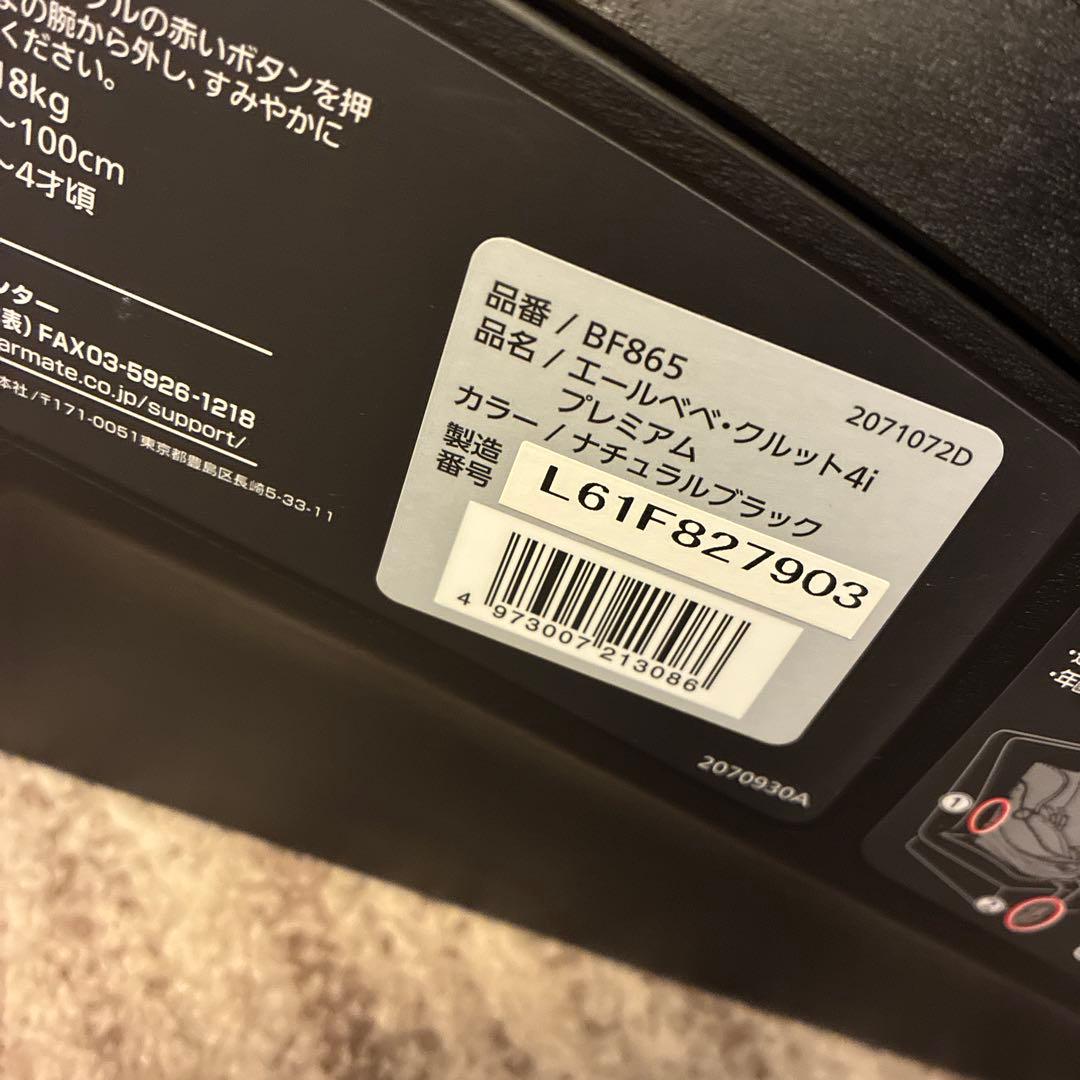 ルの赤いボタンを押
の腕から外し、すみやかに
ください。
18kg
〜100cm
〜4才頃
ター
表) FAX03-5926-1218
armate.co.jp/support/
本社/〒171-0051東京都豊島区長崎5-33-11
品番 / BF865
2071072D
品名 / エールベベ・クルット4i
プレミアム
カラー / ナチュラルブラック
製造
番号
L61F827903
4 973007 213086
2070930A
・年
1
2